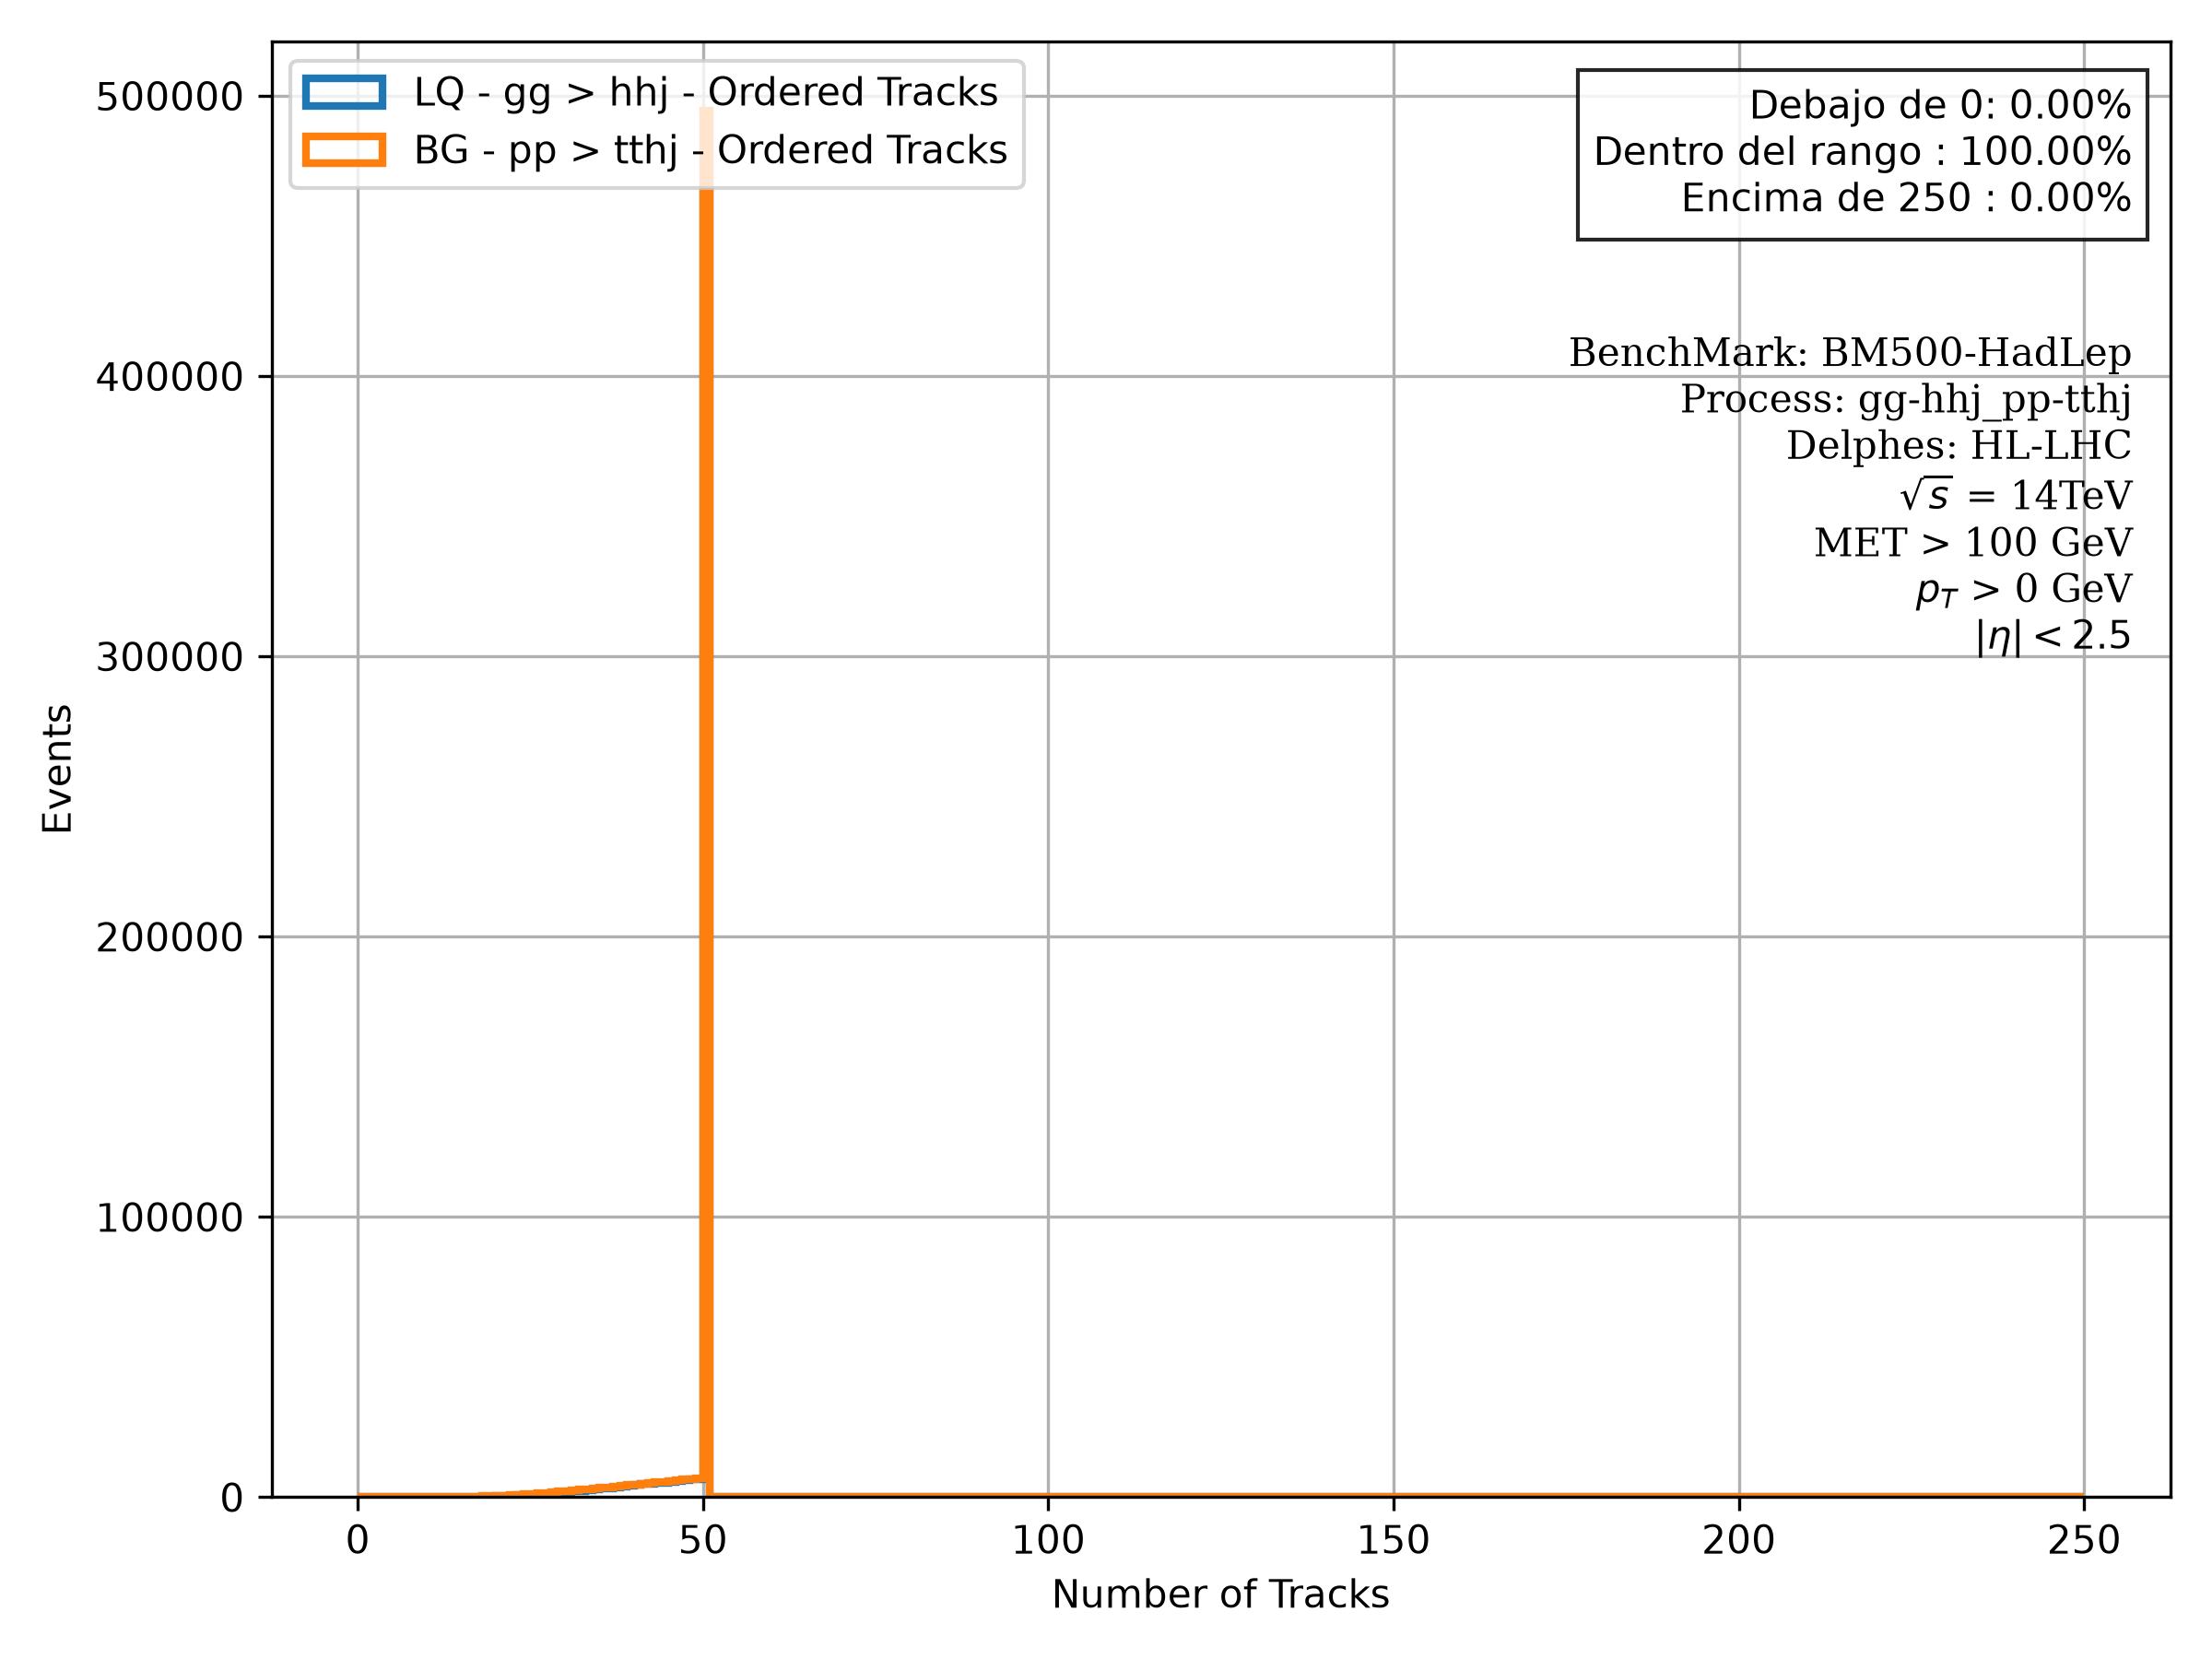 LQ - gg > hhj - Ordered Tracks
BG - pp > tthj - Ordered Tracks
Debajo de 0: 0.00%
Dentro del rango : 100.00%
Encima de 250 : 0.00%
BenchMark: BM500-HadLep
Process: gg-hhj_pp-tthj
Delphes: HL-LHC
√s = 14TeV
MET > 100 GeV
p_T > 0 GeV
|η| < 2.5
Events
500000
400000
300000
200000
100000
0
0 50 100 150 200 250
Number of Tracks